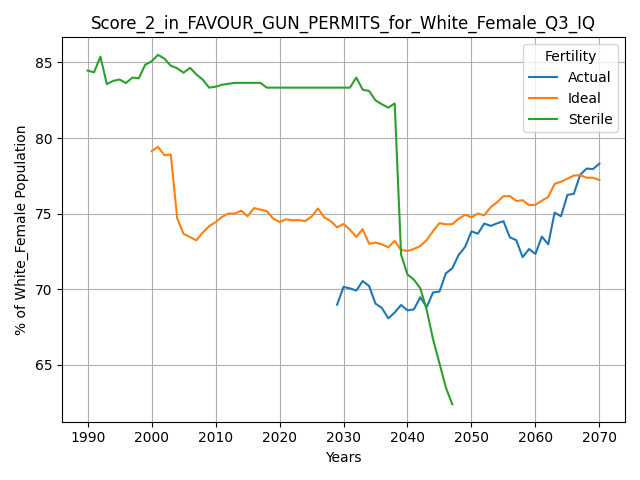 Score_2_in_FAVOUR_GUN_PERMITS_for_White_Female_Q3_IQ
Fertility
Actual
Ideal
Sterile
% of White_Female Population
85
80
75
70
65
1990 2000 2010 2020 2030 2040 2050 2060 2070
Years